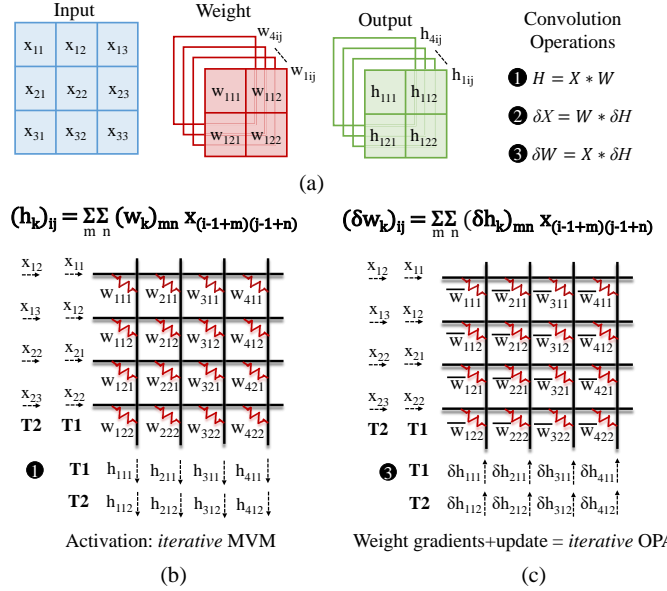 Input
Weight
Output
Convolution
Operations
x11 x12 x13
x21 x22 x23
x31 x32 x33
w4ij
w1ij
w111 w112
w121 w122
h4ij
h1ij
h111 h112
h121 h122
1 H = X * W
2 δX = W * δH
3 δW = X * δH
(a)
(b)
(hk)ij = ΣΣ (wk)mn x(i-1+m)(j-1+n)
m n
x12 x11
w111 w211 w311 w411
x13 x12
w112 w212 w312 w412
x22 x21
w121 w221 w321 w421
x23 x22
T2 T1
w122 w222 w322 w422
1 T1 h111 h211 h311 h411
T2 h112 h212 h312 h412
Activation: iterative MVM
(b)
(c)
(δwk)ij = ΣΣ (δhk)mn x(i-1+m)(j-1+n)
m n
x12 x11
w111 w211 w311 w411
x13 x12
w112 w212 w312 w412
x22 x21
w121 w221 w321 w421
x23 x22
T2 T1
w122 w222 w322 w422
3 T1 δh111 δh211 δh311 δh411
T2 δh112 δh212 δh312 δh412
Weight gradients+update = iterative OPA
(c)